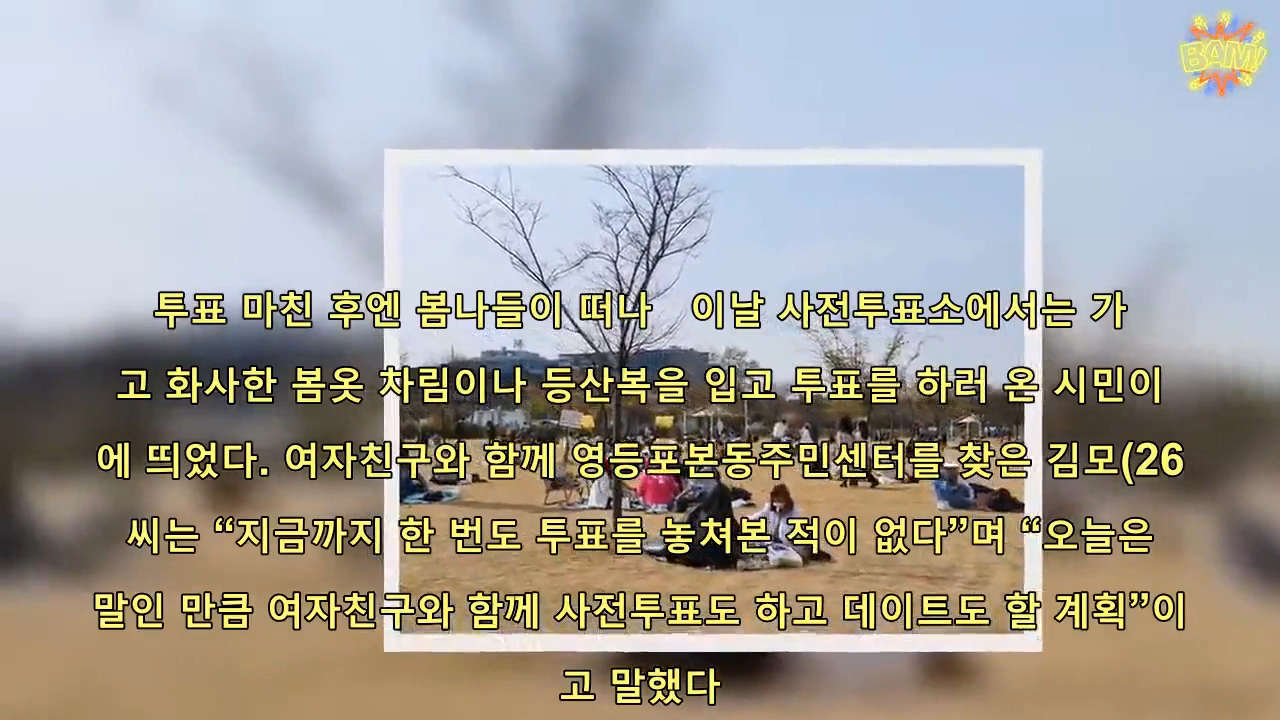 BAM!
투표 마친 후엔 봄나들이 떠나 이날 사전투표소에서는 가
고 화사한 봄옷 차림이나 등산복을 입고 투표를 하러 온 시민이
에 띄었다. 여자친구와 함께 영등포본동주민센터를 찾은 김모(26
씨는 “지금까지 한 번도 투표를 놓쳐본 적이 없다”며 “오늘은
말인 만큼 여자친구와 함께 사전투표도 하고 데이트도 할 계획”이
고 말했다